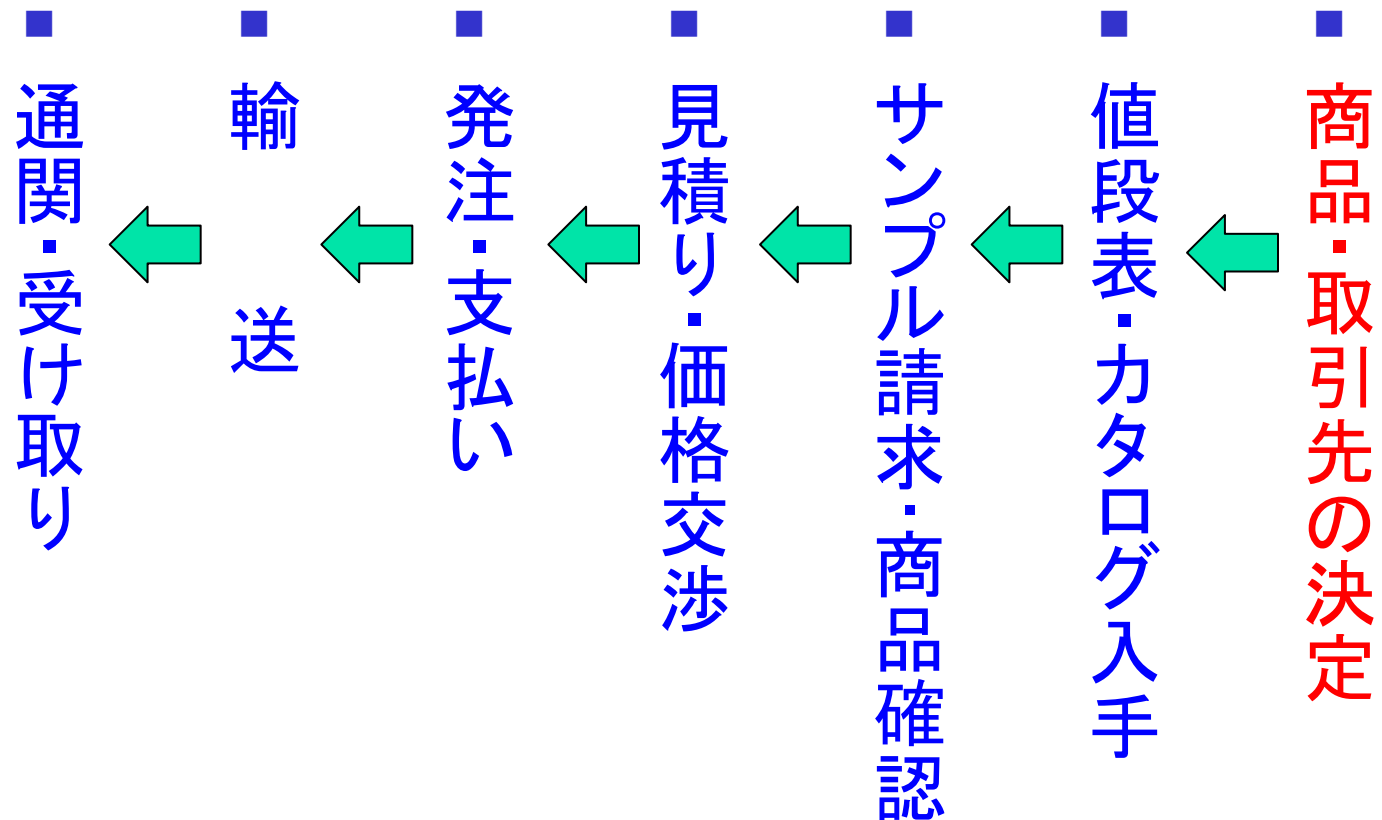 商品・取引先の決定
値段表・カタログ入手
サンプル請求・商品確認
見積り・価格交渉
発注・支払い
輸　　送
通関・受け取り